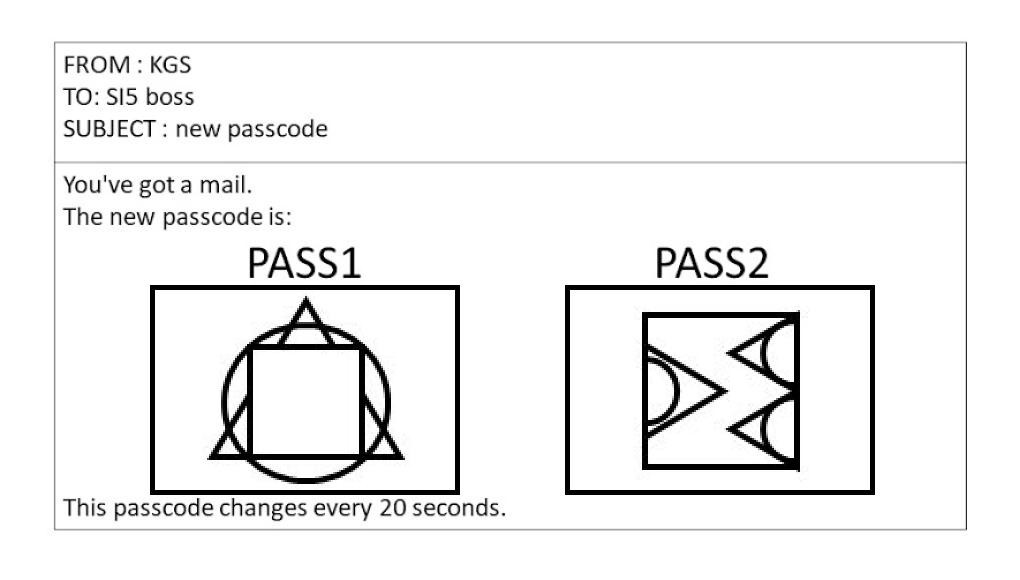 FROM : KGS
TO: SI5 boss
SUBJECT : new passcode
You've got a mail.
The new passcode is:
PASS1 PASS2
This passcode changes every 20 seconds.